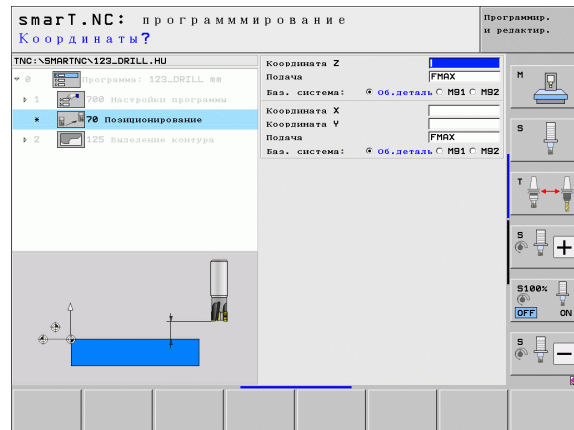 smarT.NC: программмирование
Координаты?
Программир.
и редактир.
TNC:\SMARTNC\123_DRILL.HU
0 Программа: 123_DRILL мм
1 700 Настройки программы
* 70 Позиционирование
2 125 Выделение контура
Координата Z
Подача FMAX
Баз. система: Об.деталь M91 M92
Координата X
Координата Y
Подача FMAX
Баз. система: Об.деталь M91 M92
M
S
T
S
+
S100%
OFF ON
S
−